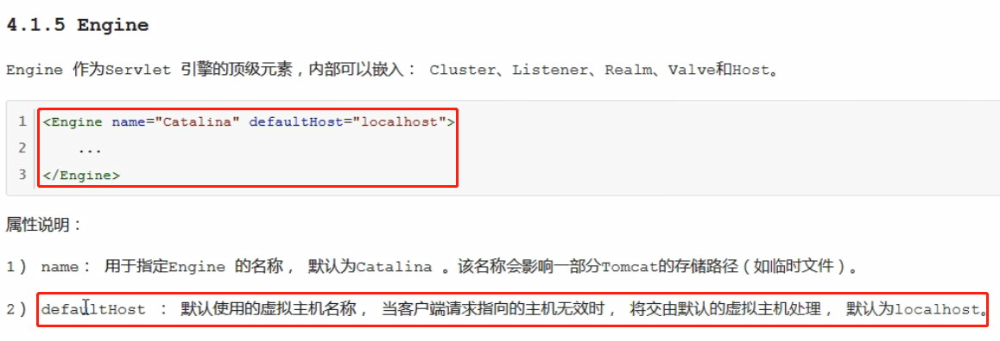 4.1.5 Engine
Engine 作为Servlet 引擎的顶级元素，内部可以嵌入： Cluster、Listener、Realm、Valve和Host。
1 <Engine name="Catalina" defaultHost="localhost">
2 ...
3 </Engine>
属性说明：
1） name： 用于指定Engine 的名称， 默认为Catalina 。该名称会影响一部分Tomcat的存储路径（如临时文件）。
2） defaultHost ： 默认使用的虚拟主机名称， 当客户端请求指向的主机无效时， 将交由默认的虚拟主机处理， 默认为localhost。